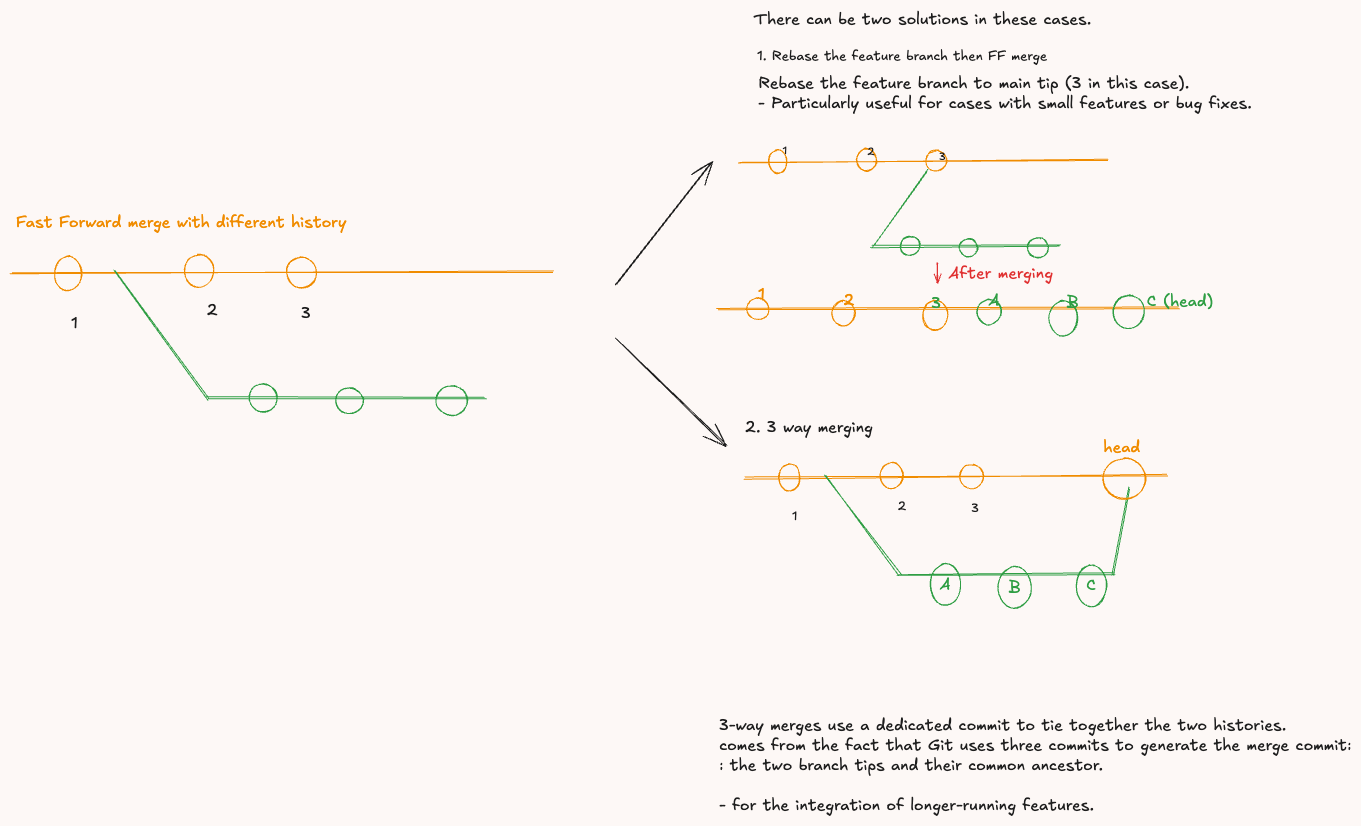 There can be two solutions in these cases.
1. Rebase the feature branch then FF merge
Rebase the feature branch to main tip (3 in this case).
- Particularly useful for cases with small features or bug fixes.
1
2
3
Fast Forward merge with different history
1
2
3
After merging
1
2
3
A
B
C (head)
2. 3 way merging
head
1
2
3
A
B
C
3-way merges use a dedicated commit to tie together the two histories.
comes from the fact that Git uses three commits to generate the merge commit:
: the two branch tips and their common ancestor.
- for the integration of longer-running features.